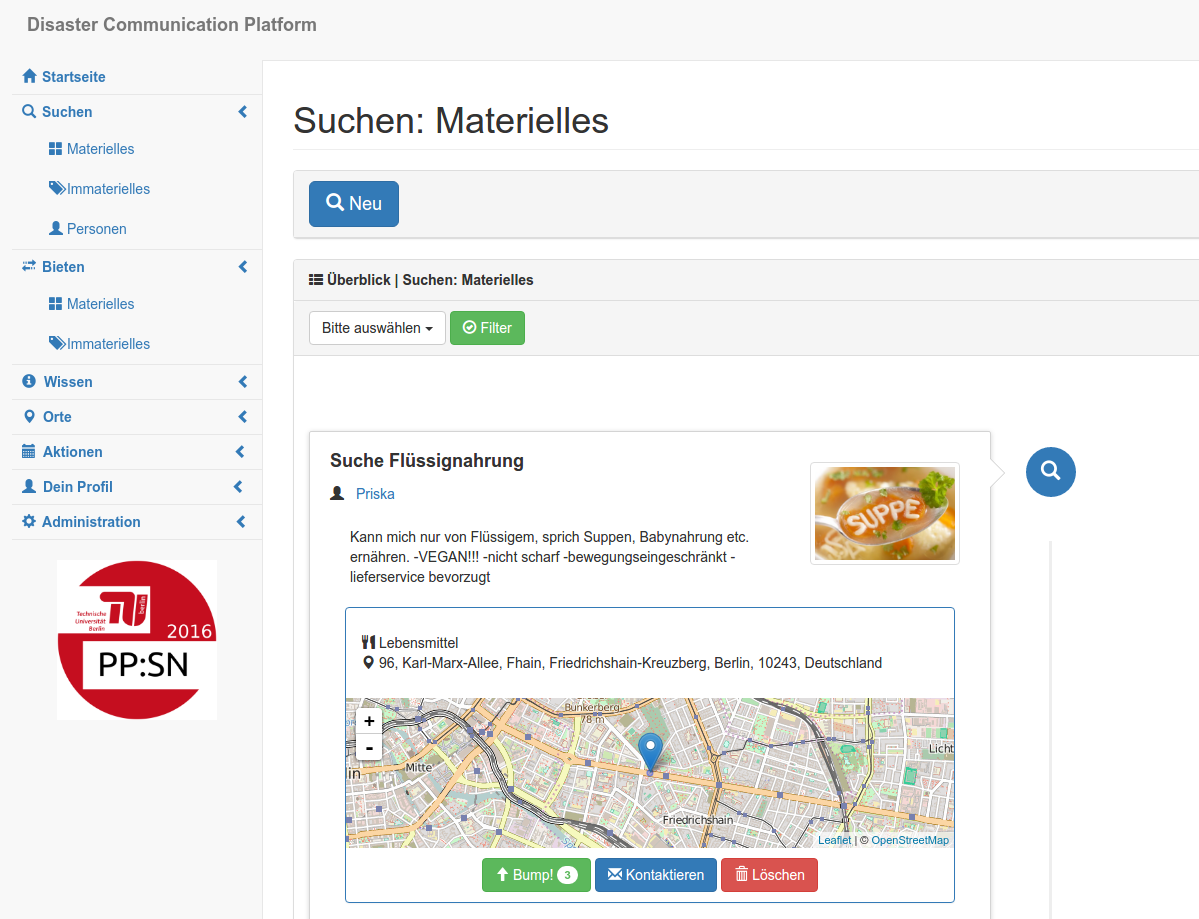 Disaster Communication Platform
Startseite
Suchen
Materielles
Immaterielles
Personen
Bieten
Materielles
Immaterielles
Wissen
Orte
Aktionen
Dein Profil
Administration
Technische
Universität
Berlin
berlin
2016
PP:SN
Suchen: Materielles
Neu
Überblick | Suchen: Materielles
Bitte auswählen
Filter
Suche Flüssignahrung
Priska
SUPPE
Kann mich nur von Flüssigem, sprich Suppen, Babynahrung etc.
ernähren. -VEGAN!!! -nicht scharf -bewegungseingeschränkt -
lieferservice bevorzugt
Lebensmittel
96, Karl-Marx-Allee, Fhain, Friedrichshain-Kreuzberg, Berlin, 10243, Deutschland
+
-
Bunkerberg
78 m
Mitte
in
Licht
Friedrichshain
Leaflet | © OpenStreetMap
Bump! 3
Kontaktieren
Löschen